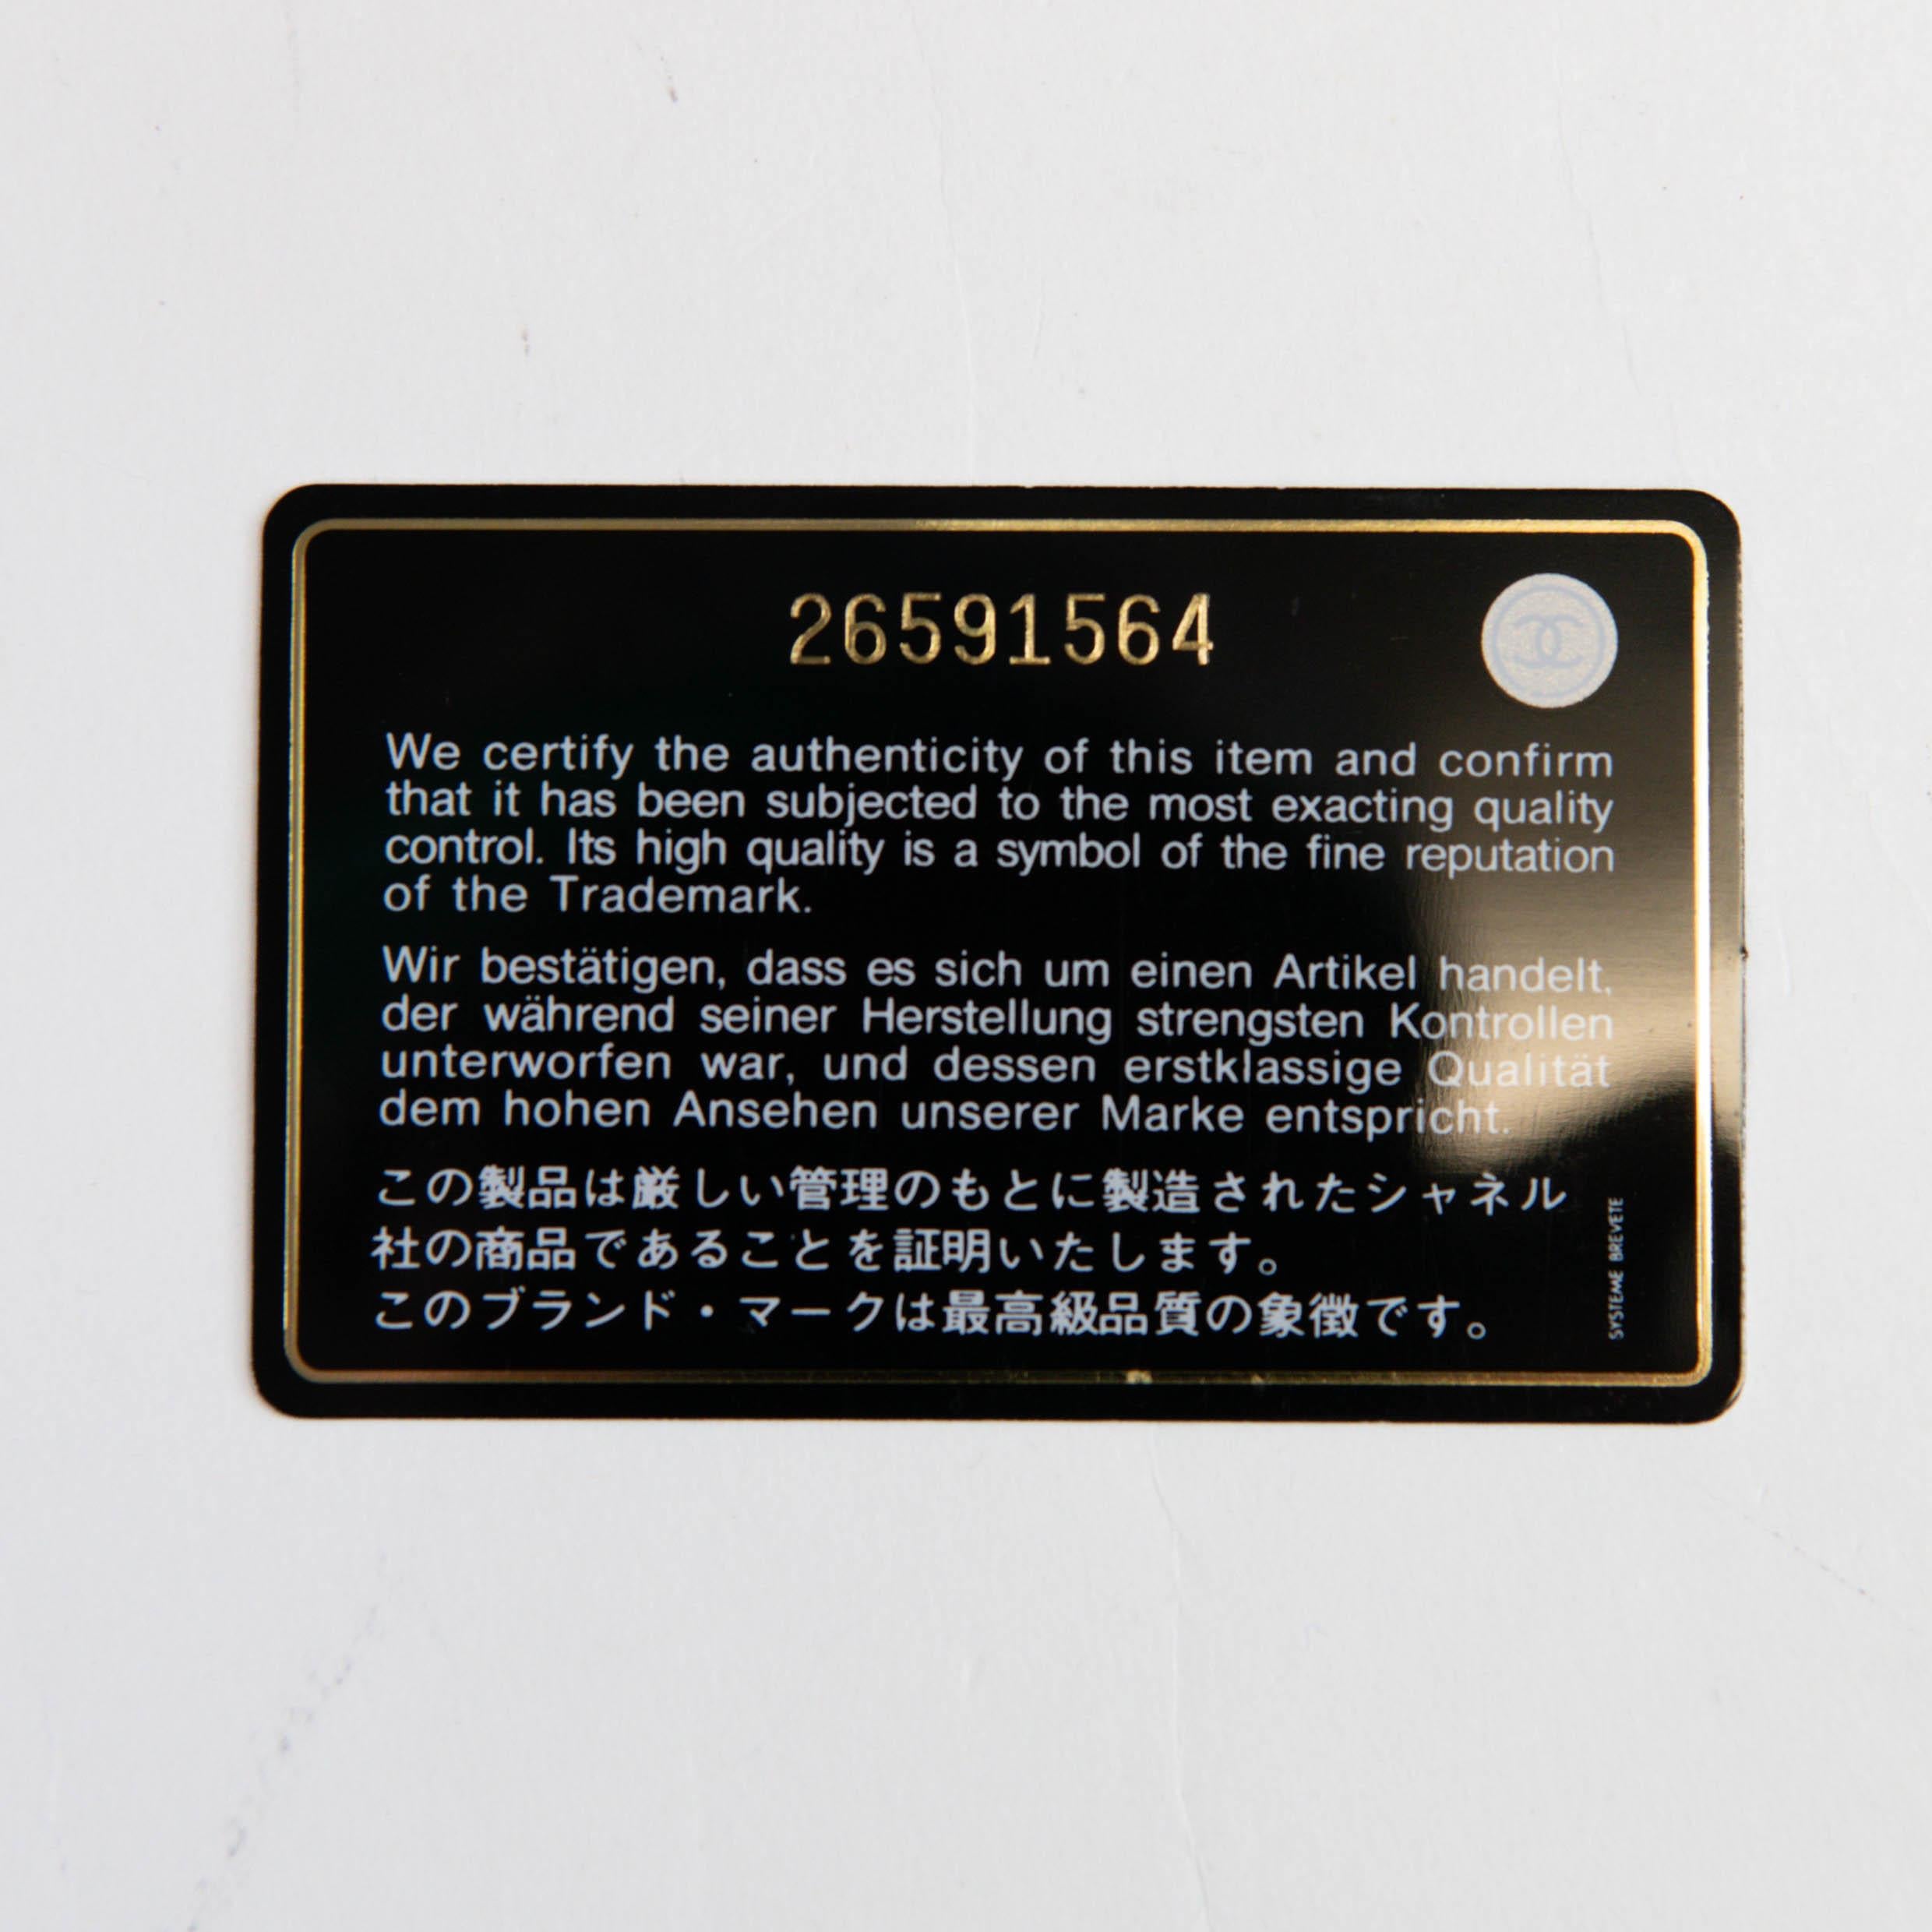 26591564
We certify the authenticity of this item and confirm
that it has been subjected to the most exacting quality
control. Its high quality is a symbol of the fine reputation
of the Trademark.
Wir bestätigen, dass es sich um einen Artikel handelt,
der während seiner Herstellung strengsten Kontrollen
unterworfen war, und dessen erstklassige Qualität
dem hohen Ansehen unserer Marke entspricht.
この製品は厳しい管理のもとに製造されたシャネル
社の商品であることを証明いたします。
このブランド・マークは最高級品質の象徴です。
SYSTEME BREVETE